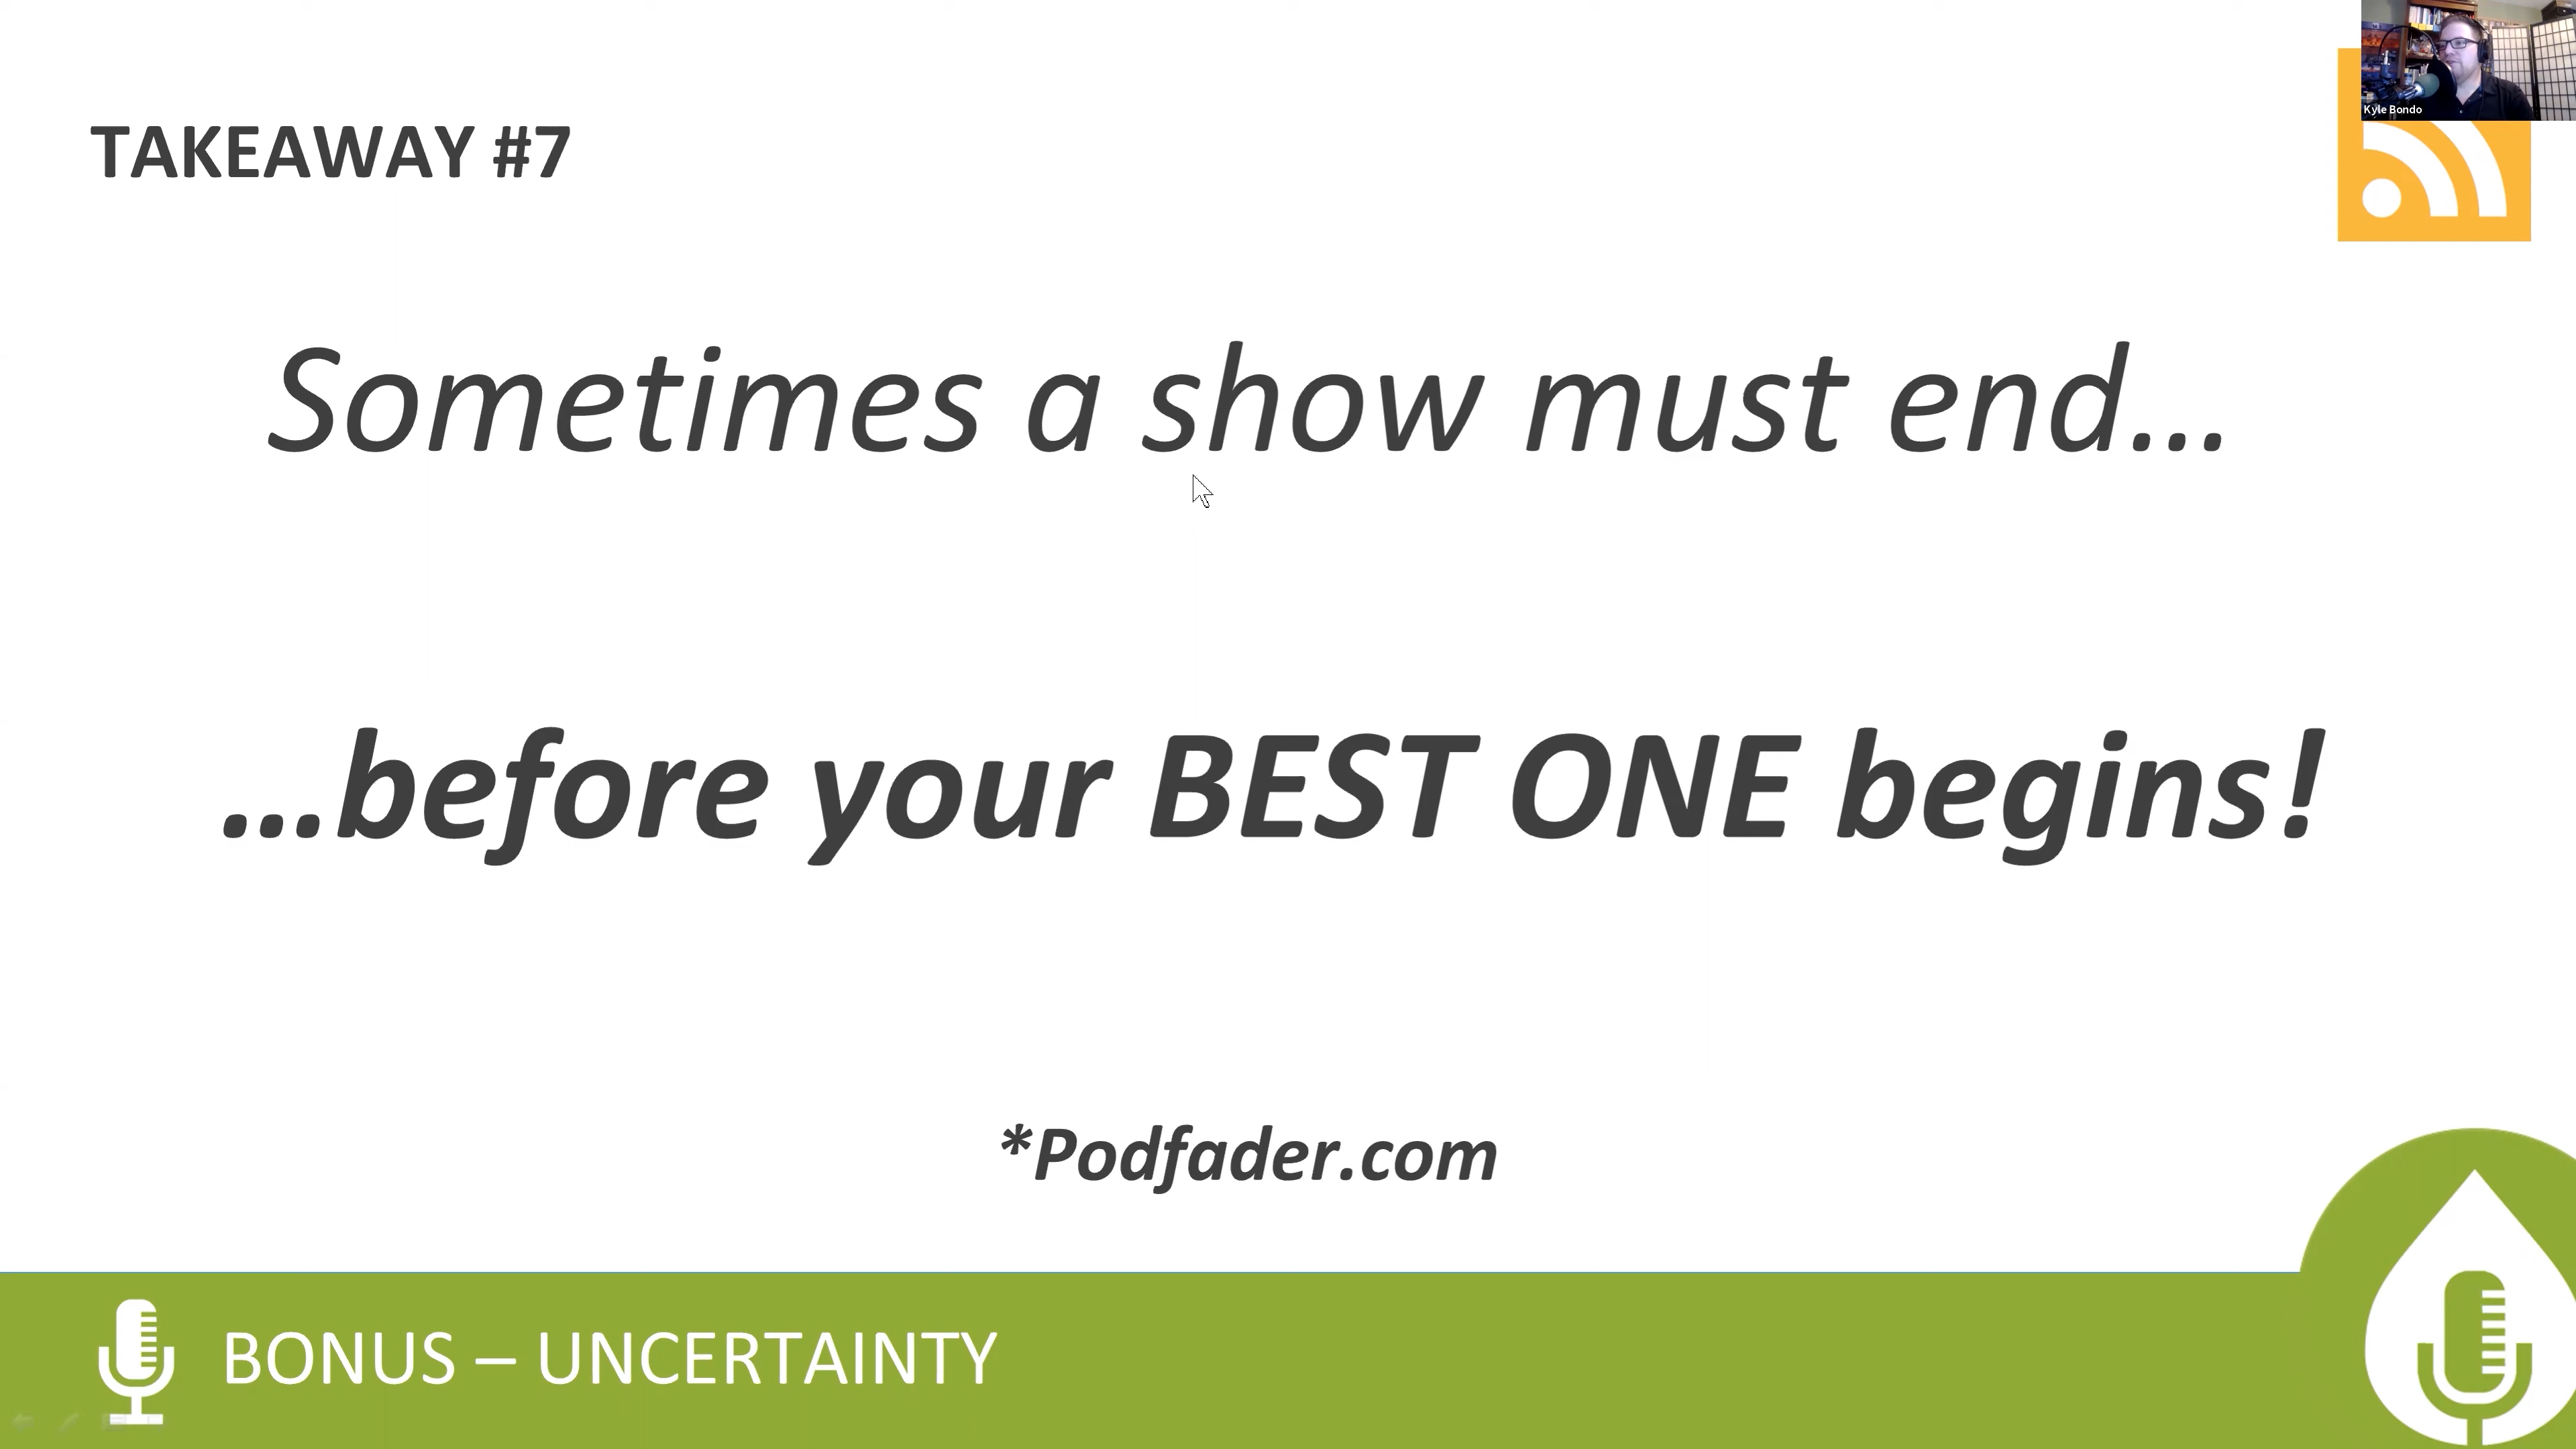 Kyle Bondo
TAKEAWAY #7
Sometimes a show must end...
...before your BEST ONE begins!
*Podfader.com
BONUS – UNCERTAINTY